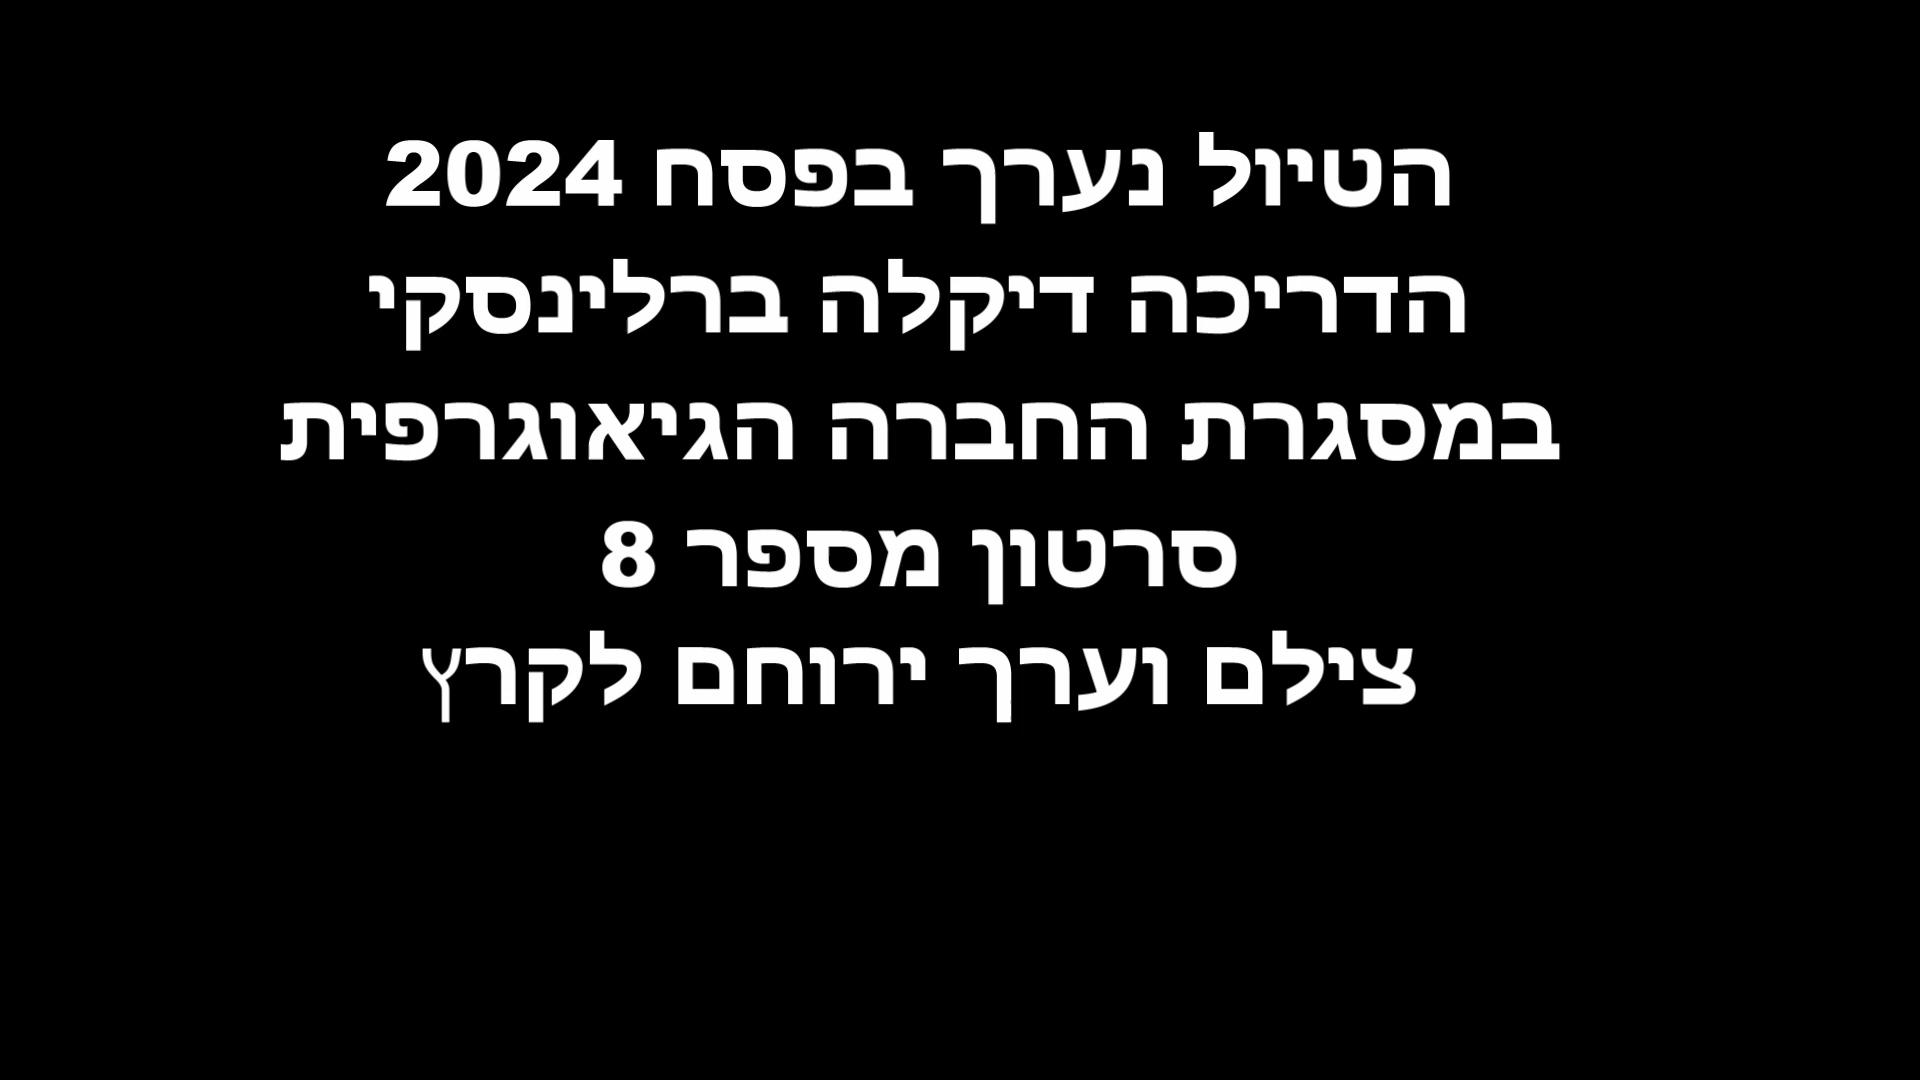 הטיול נערך בפסח 2024
הדריכה דיקלה ברלינסקי
במסגרת החברה הגיאוגרפית
סרטון מספר 8
צילם וערך ירוחם לקרץ